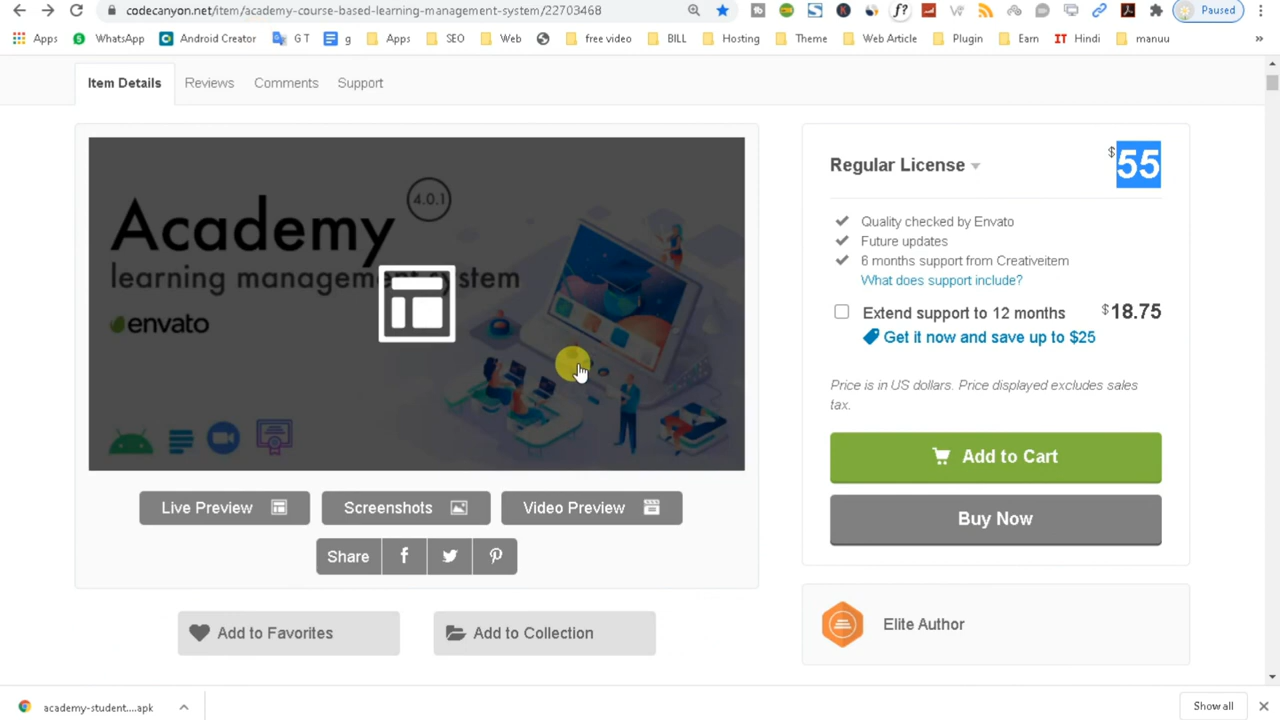 codecanyon.net/item/academy-course-based-learning-management-system/22703468
Paused
Apps
WhatsApp
Android Creator
G T
g
Apps
SEO
Web
free video
BILL
Hosting
Theme
Web Article
Plugin
Earn
IT Hindi
manuu
»
Item Details
Reviews
Comments
Support
Academy
4.0.1
learning management system
envato
Regular License
$55
Quality checked by Envato
Future updates
6 months support from Creativeitem
What does support include?
Extend support to 12 months
$18.75
Get it now and save up to $25
Price is in US dollars. Price displayed excludes sales
tax.
Add to Cart
Buy Now
Live Preview
Screenshots
Video Preview
Share
Add to Favorites
Add to Collection
Elite Author
academy-student....apk
Show all